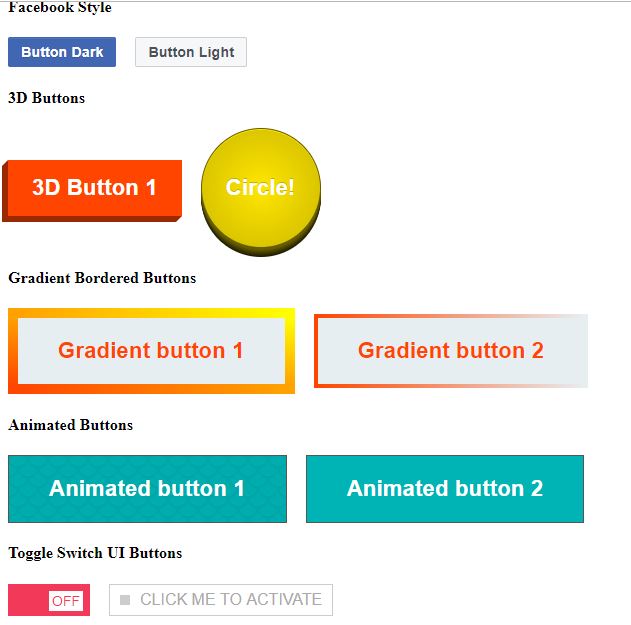 Facebook Style
Button Dark Button Light
3D Buttons
3D Button 1 Circle!
Gradient Bordered Buttons
Gradient button 1 Gradient button 2
Animated Buttons
Animated button 1 Animated button 2
Toggle Switch UI Buttons
OFF CLICK ME TO ACTIVATE